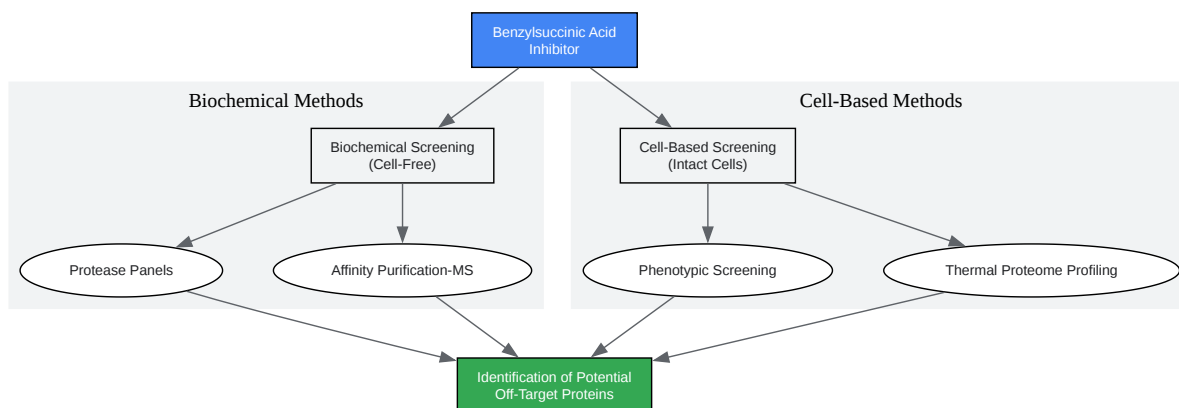 Benzylsuccinic Acid
Inhibitor
Biochemical Methods
Cell-Based Methods
Biochemical Screening
(Cell-Free)
Cell-Based Screening
(Intact Cells)
Protease Panels
Affinity Purification-MS
Phenotypic Screening
Thermal Proteome Profiling
Identification of Potential
Off-Target Proteins